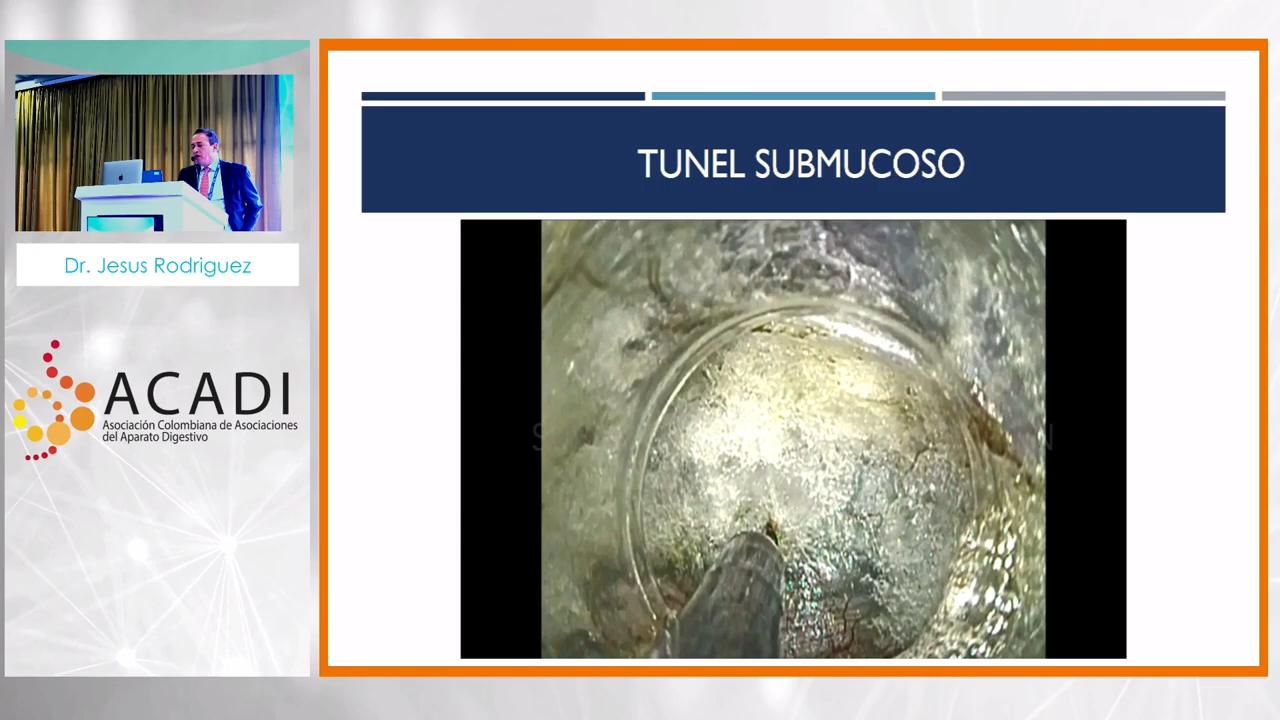 TUNEL SUBMUCOSO
Dr. Jesus Rodriguez
ACADI
Asociación Colombiana de Asociaciones
del Aparato Digestivo